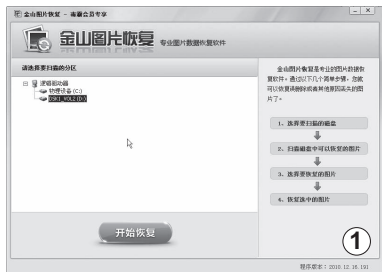 金山图片恢复 - 毒霸会员专享
金山图片恢复 专业图片数据恢复软件
请选择要扫描的分区
逻辑驱动器
物理设备 (C:)
DSK1_VOL2 (D:)
开始恢复
金山图片恢复是专业的图片数据恢
复软件。通过以下几个简单步骤，您就
可以恢复误删除或者其他原因丢失的图
片了。
1、选择要扫描的磁盘
2、扫描磁盘中可以恢复的图片
3、选择要恢复的图片
4、恢复选中的图片
1
程序版本: 2010.12.16.191